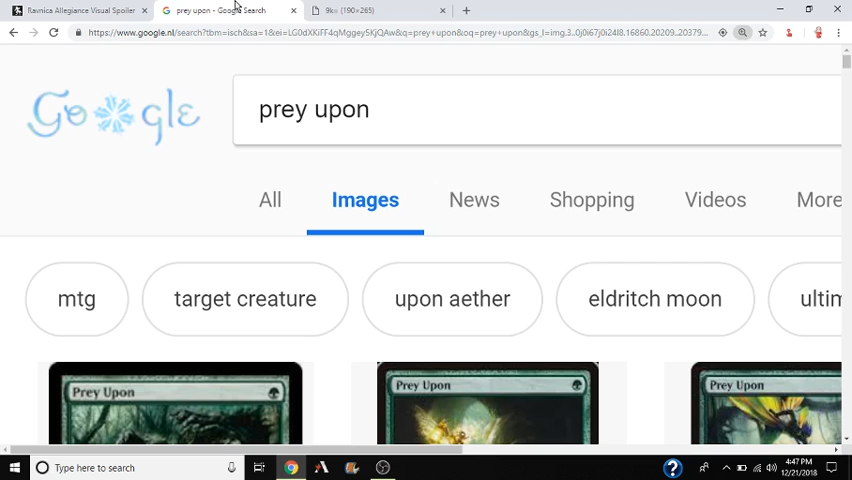 Ravnica Allegiance Visual Spoiler
prey upon - Google Search
9k= (190×265)
https://www.google.nl/search?tbm=isch&sa=1&ei=LG0dXKiFF4qMggey5KjQAw&q=prey+upon&oq=prey+upon&gs_l=img.3..0j0i67j0i24l8.16860.20209..20379...
Google
prey upon
All
Images
News
Shopping
Videos
More
mtg
target creature
upon aether
eldritch moon
ultim
Prey Upon
Prey Upon
Prey Upon
Type here to search
4:47 PM
12/21/2018